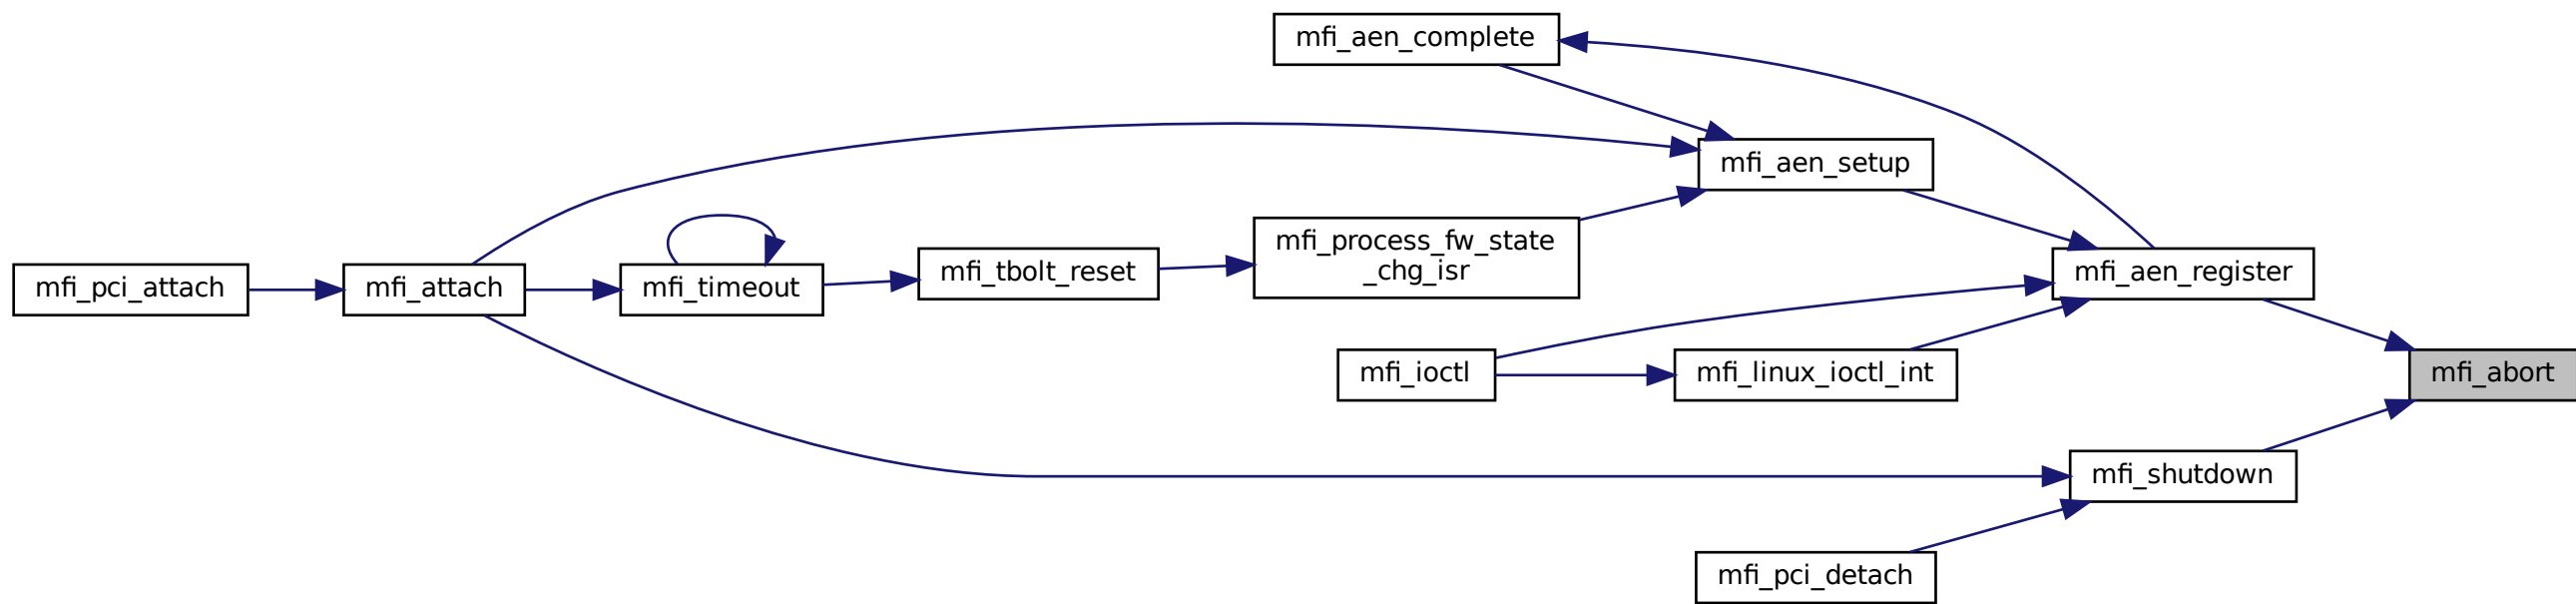 mfi_aen_complete
mfi_aen_setup
mfi_process_fw_state
_chg_isr
mfi_aen_register
mfi_tbolt_reset
mfi_pci_attach
mfi_attach
mfi_timeout
mfi_ioctl
mfi_linux_ioctl_int
mfi_abort
mfi_shutdown
mfi_pci_detach